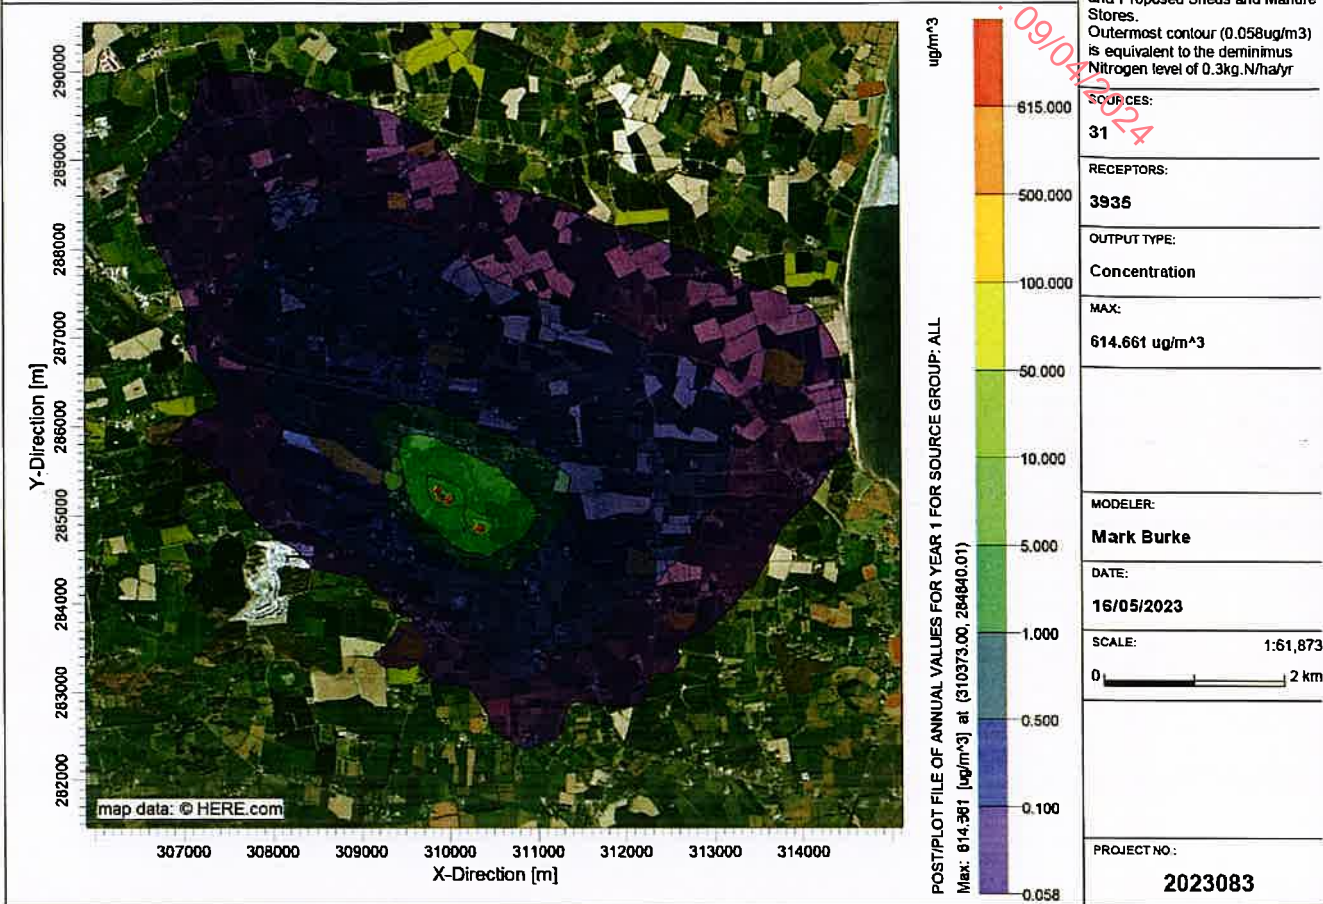 and Proposed Sheds and Manure
Stores.
Outermost contour (0.058ug/m3)
is equivalent to the deminimus
Nitrogen level of 0.3kg.N/ha/yr
SOURCES:
31
RECEPTORS:
3935
OUTPUT TYPE:
Concentration
MAX:
614.661 ug/m^3
MODELER:
Mark Burke
DATE:
16/05/2023
SCALE:
1:61,873
0
2 km
PROJECT NO.:
2023083
09/04/2024
ug/m^3
615.000
500.000
100.000
50.000
10.000
5.000
1.000
0.500
0.100
0.058
POST/PLOT FILE OF ANNUAL VALUES FOR YEAR 1 FOR SOURCE GROUP: ALL
Max: 614.661 [ug/m^3] at (310373.00, 284840.01)
Y-Direction [m]
290000
289000
288000
287000
286000
285000
284000
283000
282000
map data: © HERE.com
307000
308000
309000
310000
311000
312000
313000
314000
X-Direction [m]